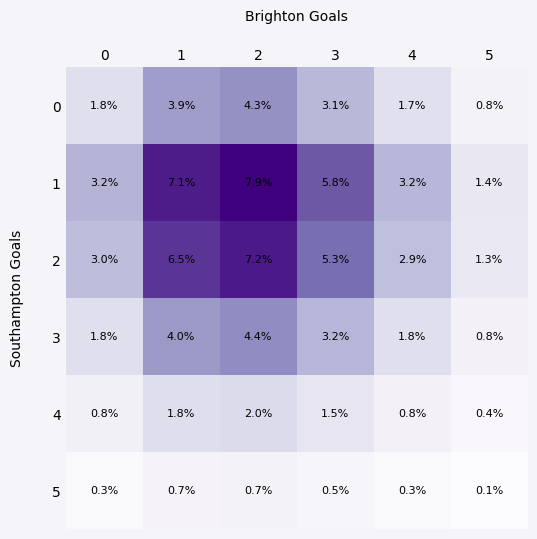 Brighton Goals
0 1 2 3 4 5
0 1.8% 3.9% 4.3% 3.1% 1.7% 0.8%
1 3.2% 7.1% 7.9% 5.8% 3.2% 1.4%
2 3.0% 6.5% 7.2% 5.3% 2.9% 1.3%
3 1.8% 4.0% 4.4% 3.2% 1.8% 0.8%
4 0.8% 1.8% 2.0% 1.5% 0.8% 0.4%
5 0.3% 0.7% 0.7% 0.5% 0.3% 0.1%
Southampton Goals